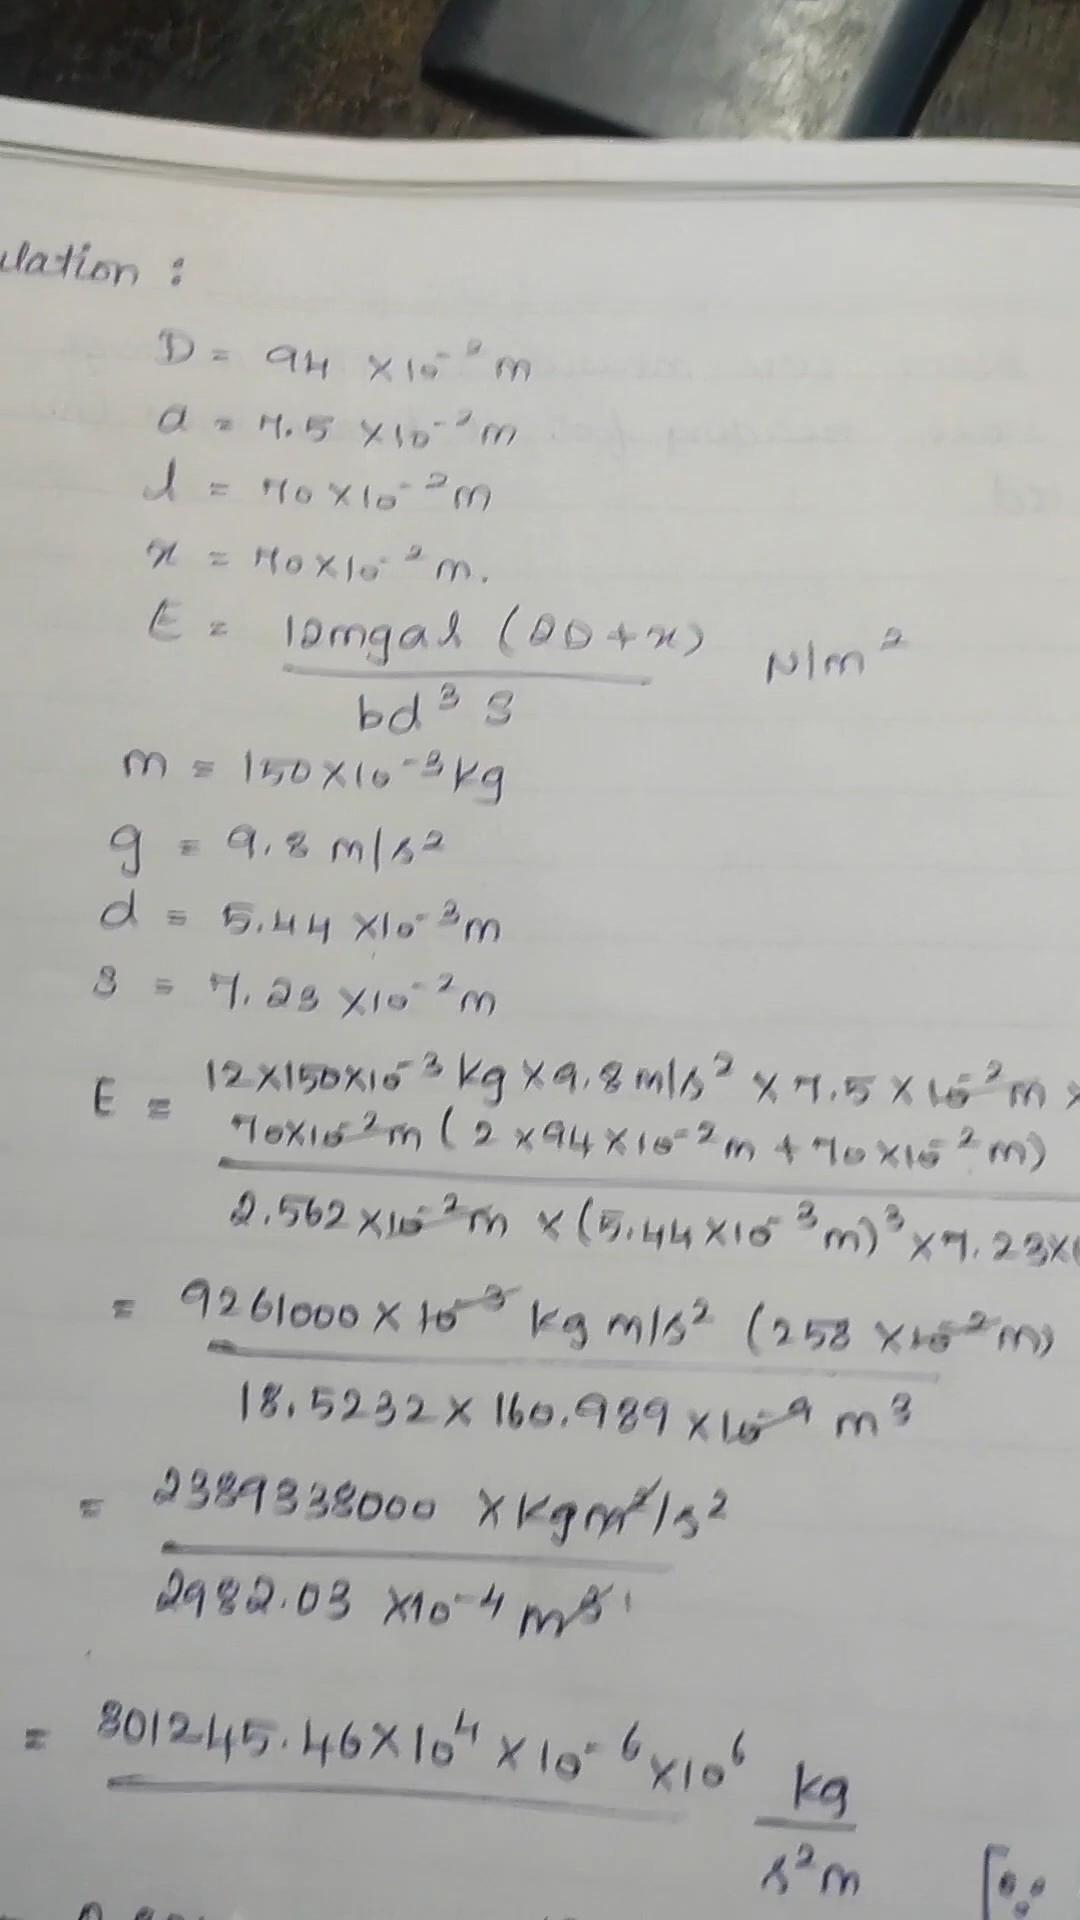 ulation :
D = 94 ×10⁻² m
a = 7.5 ×10⁻² m
l = 70×10⁻² m
x = 70×10⁻² m.
E = 12mgal (2D+x) N/m²
bd³ S
m = 150×10⁻³ kg
g = 9.8 m/s²
d = 5.44 ×10⁻³ m
S = 7.23 ×10⁻² m
E = 12×150×10⁻³ kg ×9.8 m/s² × 7.5 × 10⁻² m ×
70×10⁻² m ( 2 ×94×10⁻² m + 70 ×10⁻² m)
2.562 ×10⁻² m × (5.44×10⁻³ m)³ ×7.23×1
= 9261000 × 10⁻³ kg m/s² (258 ×10⁻² m)
18.5232 × 160.989 ×10⁻⁹ m³
= 2389338000 × kg m²/s²
2982.03 ×10⁻⁴ m³
= 801245.46×10⁴ × 10⁻⁶ ×10⁶ kg
s²m [∵